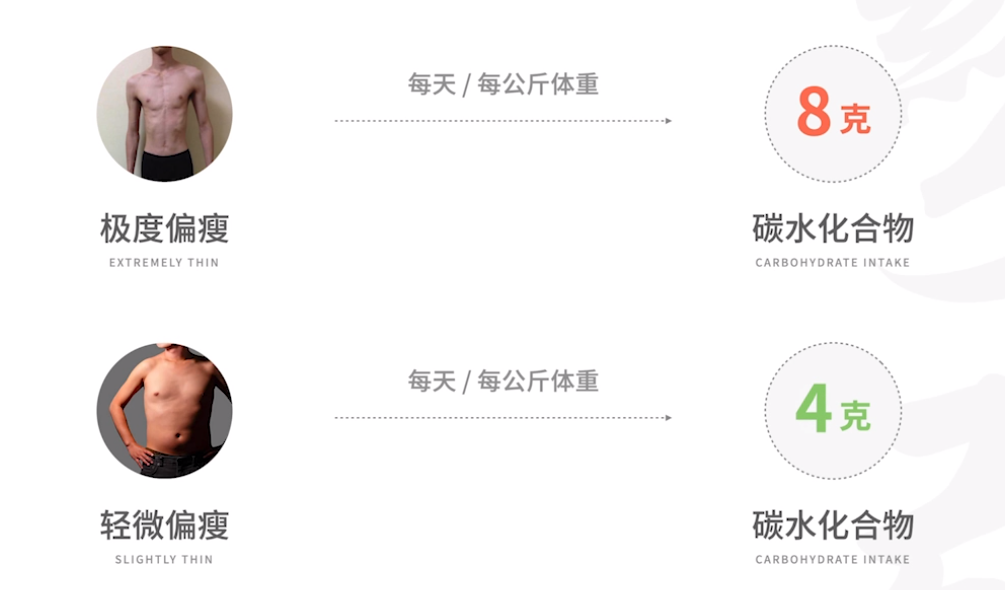 每天 / 每公斤体重
8 克
极度偏瘦
EXTREMELY THIN
碳水化合物
CARBOHYDRATE INTAKE
每天 / 每公斤体重
4 克
轻微偏瘦
SLIGHTLY THIN
碳水化合物
CARBOHYDRATE INTAKE